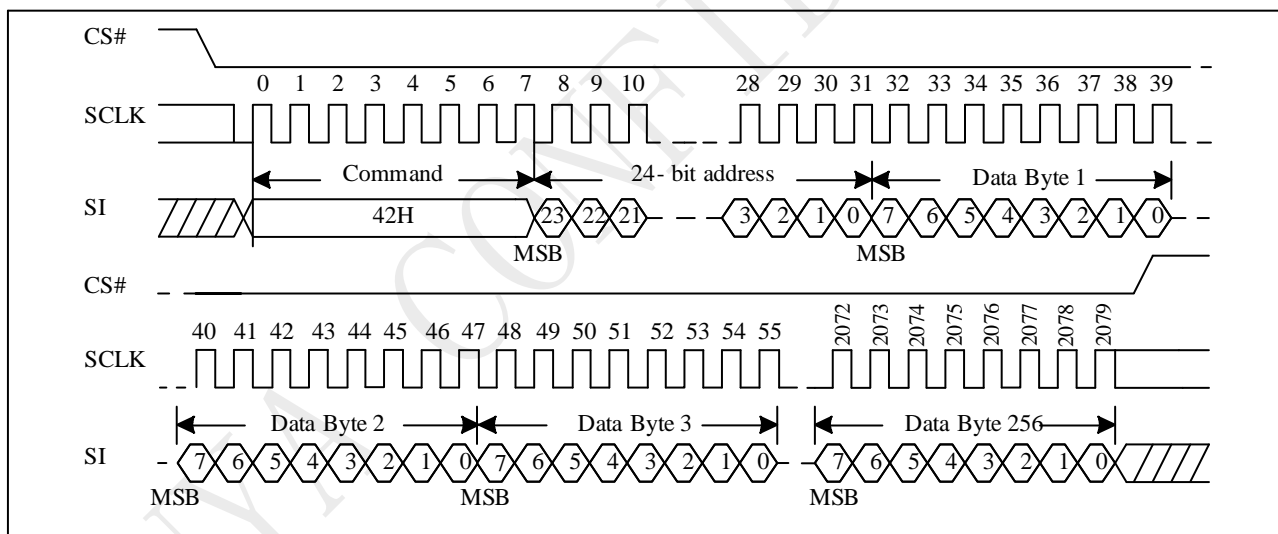 CS#
0 1 2 3 4 5 6 7 8 9 10 28 29 30 31 32 33 34 35 36 37 38 39
SCLK
Command 24- bit address Data Byte 1
SI 42H 23 22 21 3 2 1 0 7 6 5 4 3 2 1 0
MSB MSB
CS#
40 41 42 43 44 45 46 47 48 49 50 51 52 53 54 55 2072 2073 2074 2075 2076 2077 2078 2079
SCLK
Data Byte 2 Data Byte 3 Data Byte 256
SI 7 6 5 4 3 2 1 0 7 6 5 4 3 2 1 0 7 6 5 4 3 2 1 0
MSB MSB MSB